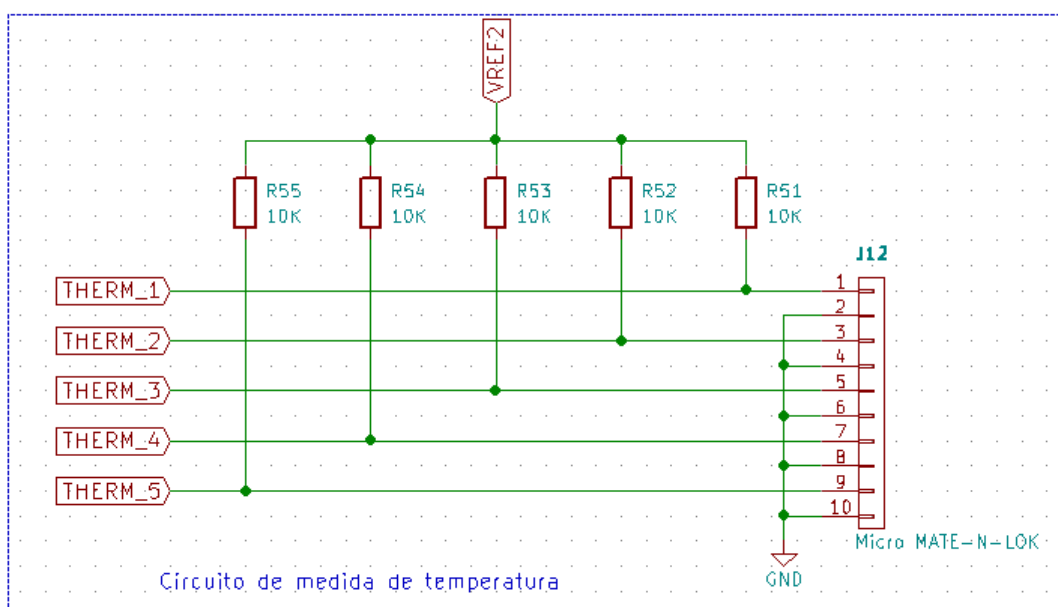 VREF2
R55
10K
R54
10K
R53
10K
R52
10K
R51
10K
J12
THERM_1
1
2
THERM_2
3
4
THERM_3
5
6
THERM_4
7
8
THERM_5
9
10
Micro MATE-N-LOK
GND
Circuito de medida de temperatura